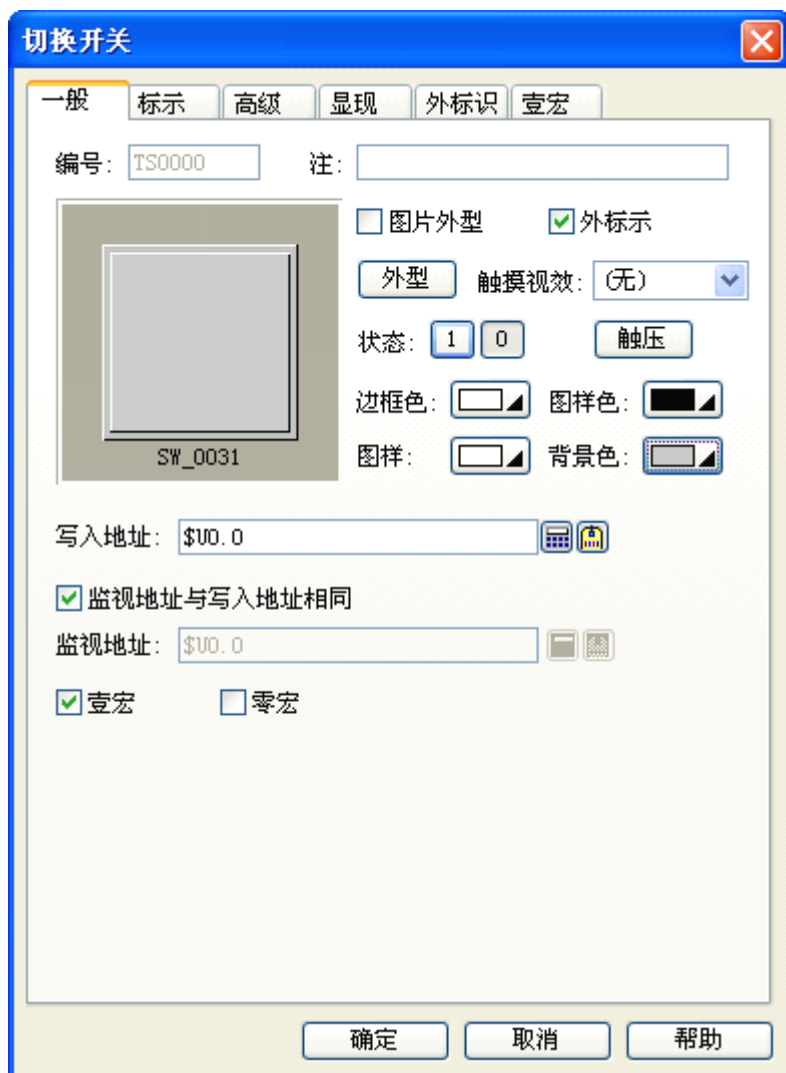 切换开关
一般 标示 高级 显现 外标识 壹宏
编号: TS0000 注:
图片外型 外标示
外型 触摸视效: (无)
状态: 1 0 触压
边框色: 图样色:
SW_0031 图样: 背景色:
写入地址: $U0.0
监视地址与写入地址相同
监视地址: $U0.0
壹宏 零宏
确定 取消 帮助